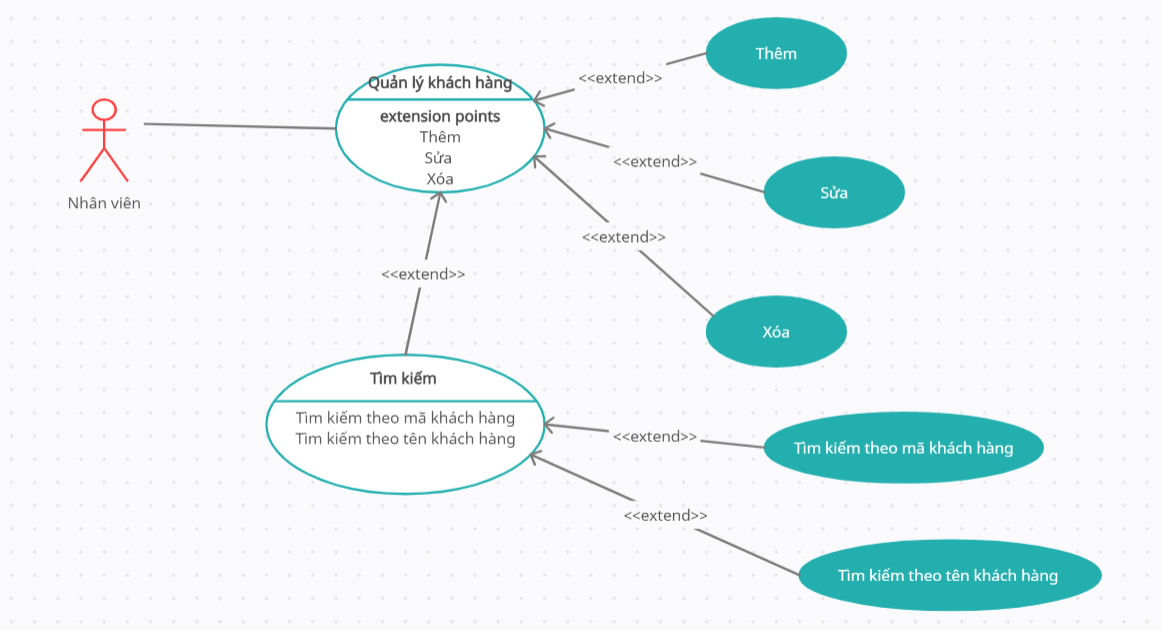 Thêm
<<extend>>
Quản lý khách hàng
extension points
Thêm
Sửa
Xóa
<<extend>>
Sửa
Nhân viên
<<extend>>
<<extend>>
Xóa
Tìm kiếm
Tìm kiếm theo mã khách hàng
Tìm kiếm theo tên khách hàng
<<extend>>
Tìm kiếm theo mã khách hàng
<<extend>>
Tìm kiếm theo tên khách hàng